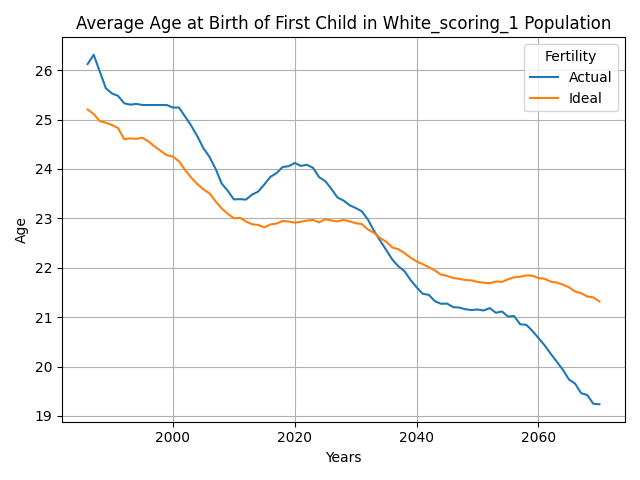 Average Age at Birth of First Child in White_scoring_1 Population
Fertility
Actual
Ideal
Age
26
25
24
23
22
21
20
19
2000
2020
2040
2060
Years